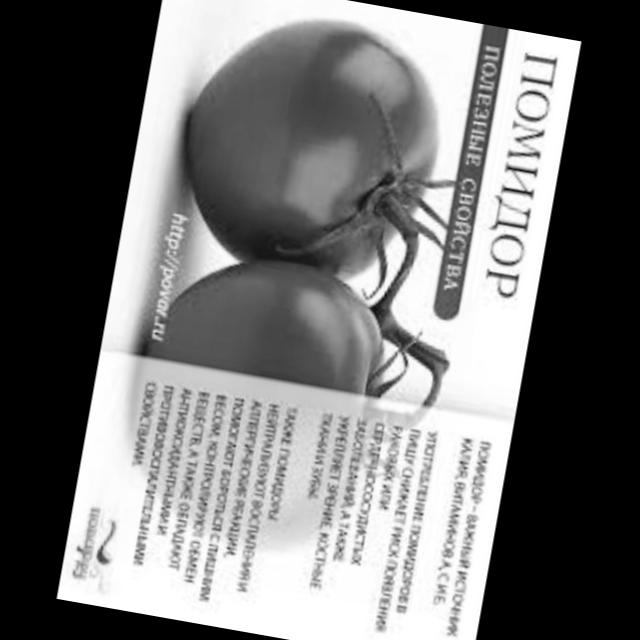 ПОМИДОР
ПОЛЕЗНЫЕ СВОЙСТВА
http://povar.ru
ПОМИДОР – ВАЖНЫЙ ИСТОЧНИК
КАЛИЯ, ВИТАМИНОВ А, С И Е.
УПОТРЕБЛЕНИЕ ПОМИДОРОВ В
ПИЩУ СНИЖАЕТ РИСК ПОЯВЛЕНИЯ
РАКОВЫХ ИЛИ
СЕРДЕЧНОСОСУДИСТЫХ
ЗАБОЛЕВАНИЙ, А ТАКЖЕ
УКРЕПЛЯЕТ ЗРЕНИЕ, КОСТНЫЕ
ТКАНИ И ЗУБЫ.
ТАКЖЕ ПОМИДОРЫ
НЕЙТРАЛИЗУЮТ ВОСПАЛЕНИЯ И
АЛЛЕРГИЧЕСКИЕ РЕАКЦИИ,
ПОМОГАЮТ БОРОТЬСЯ С ЛИШНИМ
ВЕСОМ, КОНТРОЛИРУЮТ ОБМЕН
ВЕЩЕСТВ, А ТАКЖЕ ОБЛАДАЮТ
АНТИОКСИДАНТНЫМИ И
ПРОТИВОВОСПАЛИТЕЛЬНЫМИ
СВОЙСТВАМИ.